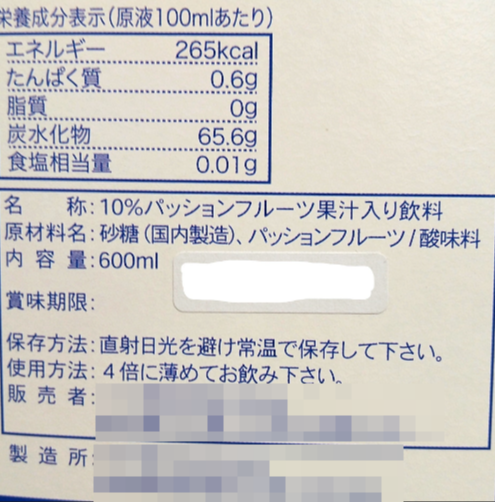 栄養成分表示(原液100mlあたり)
エネルギー 265kcal
たんぱく質 0.6g
脂質 0g
炭水化物 65.6g
食塩相当量 0.01g
名称:10%パッションフルーツ果汁入り飲料
原材料名:砂糖(国内製造)、パッションフルーツ/酸味料
内容量:600ml
賞味期限:
保存方法:直射日光を避け常温で保存して下さい。
使用方法:4倍に薄めてお飲み下さい。
販売者:
製造所: